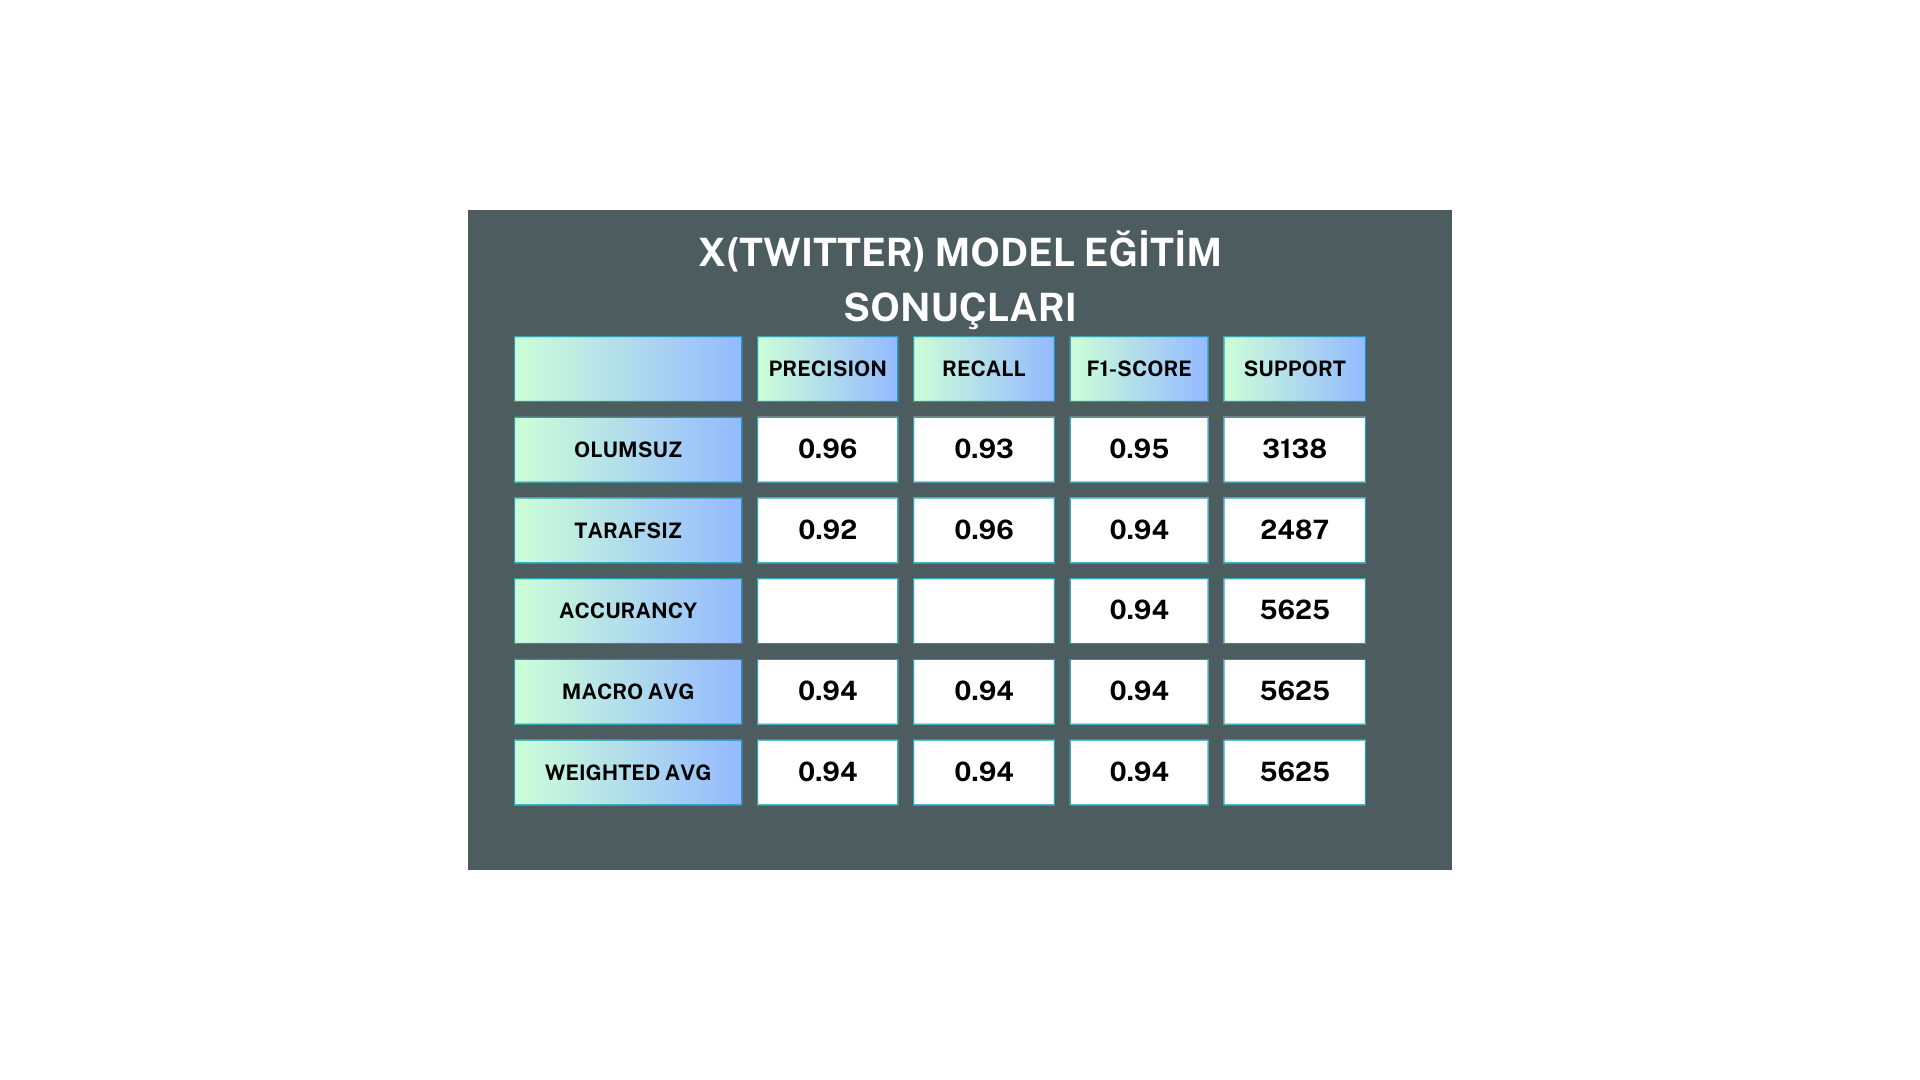 X(TWITTER) MODEL EĞİTİM
SONUÇLARI
PRECISION RECALL F1-SCORE SUPPORT
OLUMSUZ 0.96 0.93 0.95 3138
TARAFSIZ 0.92 0.96 0.94 2487
ACCURANCY 0.94 5625
MACRO AVG 0.94 0.94 0.94 5625
WEIGHTED AVG 0.94 0.94 0.94 5625